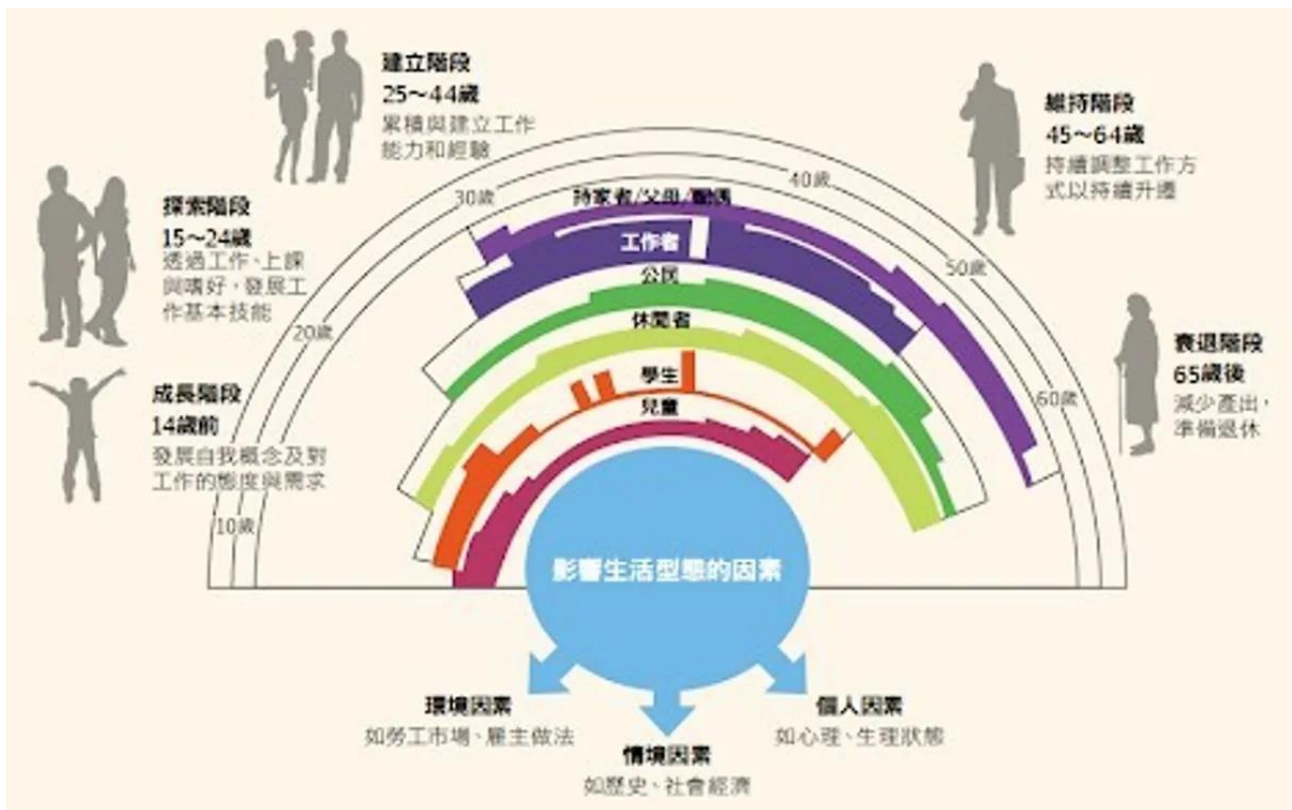 建立階段
25～44歲
累積與建立工作
能力和經驗
維持階段
45～64歲
持續調整工作方
式以持續升遷
探索階段
15～24歲
透過工作、上課
與嗜好，發展工
作基本技能
成長階段
14歲前
發展自我概念及對
工作的態度與需求
衰退階段
65歲後
減少產出，
準備退休
10歲
20歲
30歲
40歲
50歲
60歲
持家者/父母/配偶
工作者
公民
休閒者
學生
兒童
影響生活型態的因素
環境因素
如勞工市場、雇主做法
情境因素
如歷史、社會經濟
個人因素
如心理、生理狀態